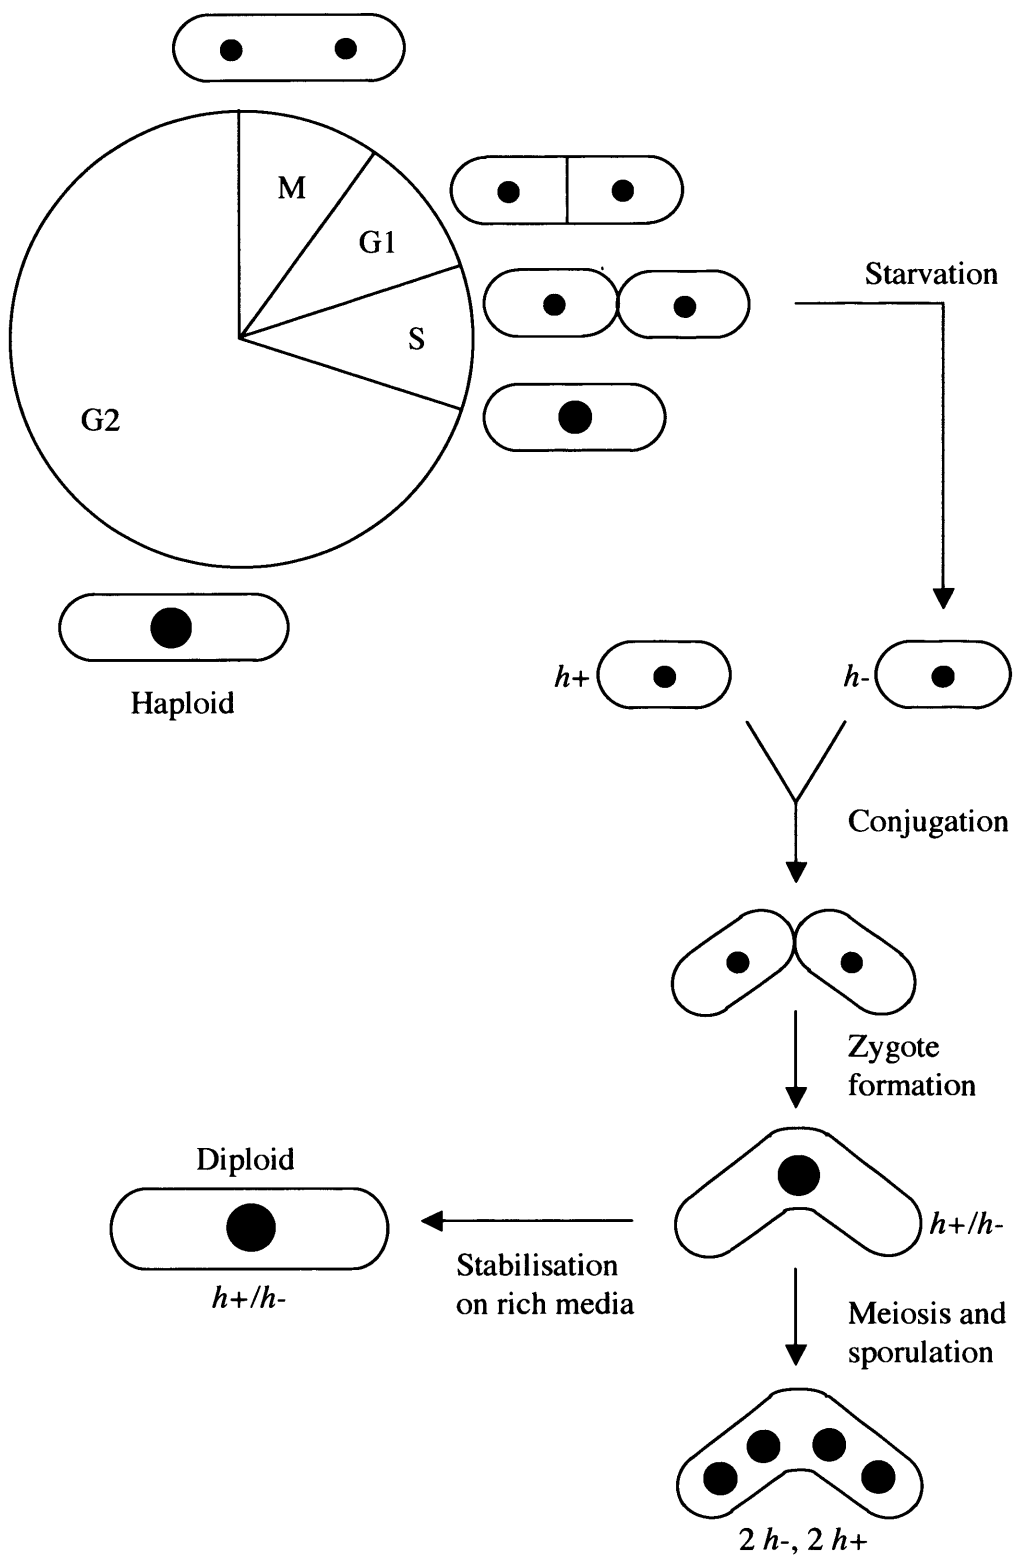 M
G1
Starvation
S
G2
h+
h-
Haploid
Conjugation
Zygote
formation
Diploid
h+/h-
Stabilisation
on rich media
h+/h-
Meiosis and
sporulation
2 h-, 2 h+